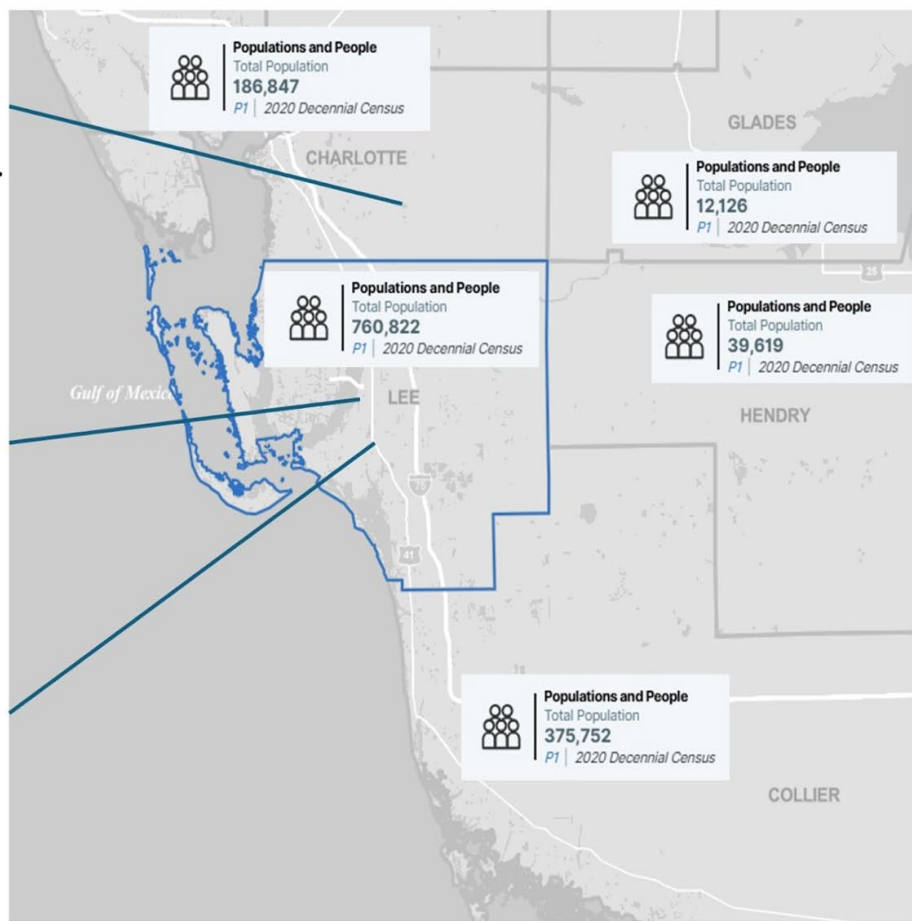 Populations and People
Total Population
186,847
P1 | 2020 Decennial Census
GLADES
CHARLOTTE
Populations and People
Total Population
12,126
P1 | 2020 Decennial Census
25
Populations and People
Total Population
760,822
P1 | 2020 Decennial Census
Populations and People
Total Population
39,619
P1 | 2020 Decennial Census
Gulf of Mexico
LEE
HENDRY
75
41
Populations and People
Total Population
375,752
P1 | 2020 Decennial Census
COLLIER